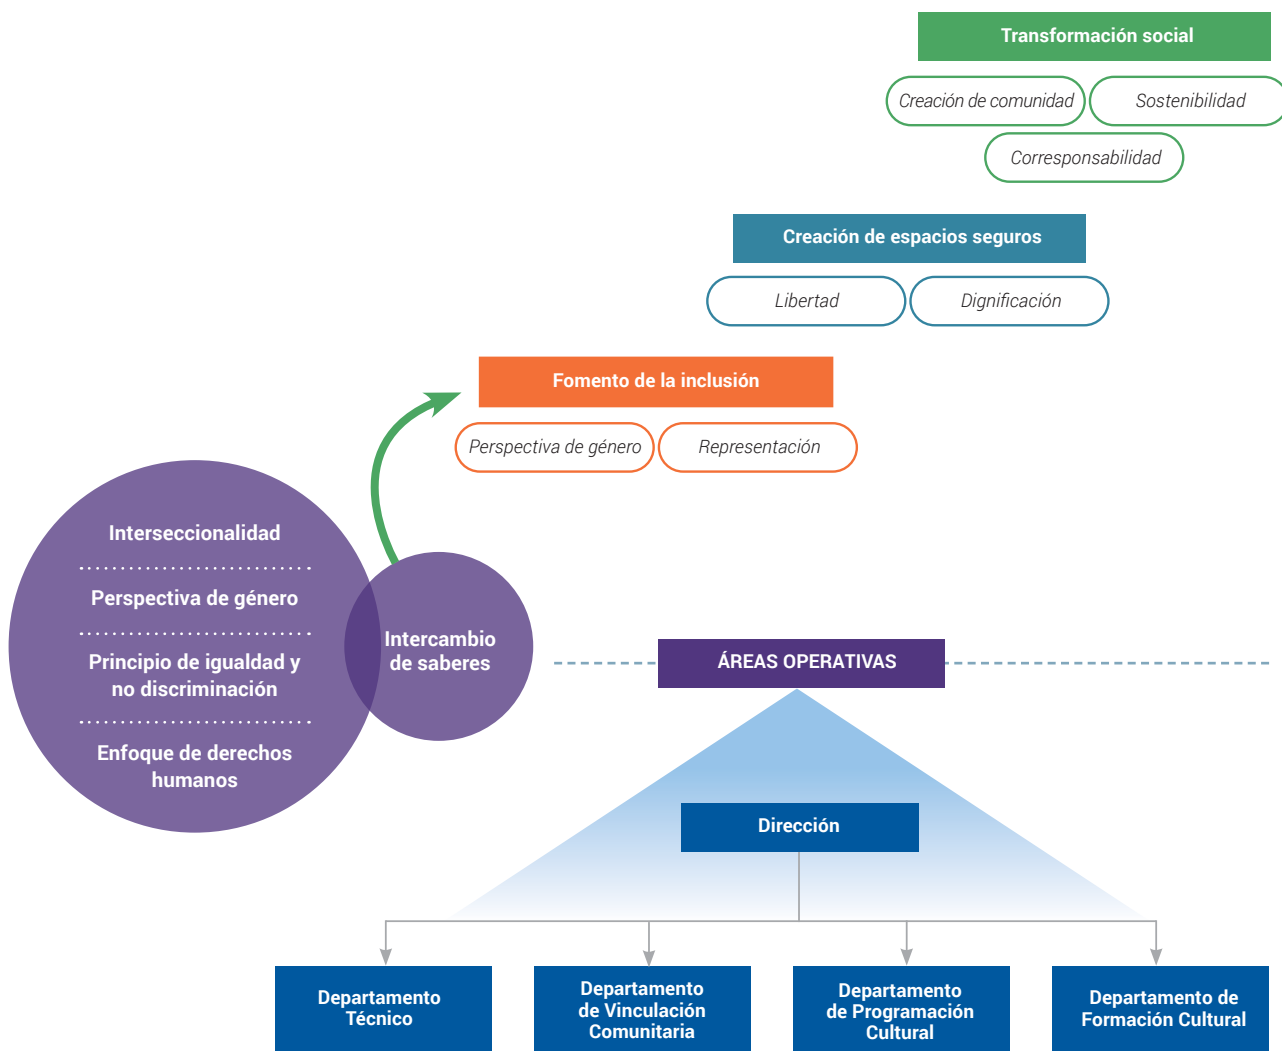 Transformación social
Creación de comunidad
Sostenibilidad
Corresponsabilidad
Creación de espacios seguros
Libertad
Dignificación
Fomento de la inclusión
Perspectiva de género
Representación
Interseccionalidad
Perspectiva de género
Principio de igualdad y
no discriminación
Enfoque de derechos
humanos
Intercambio
de saberes
ÁREAS OPERATIVAS
Dirección
Departamento
Técnico
Departamento
de Vinculación
Comunitaria
Departamento
de Programación
Cultural
Departamento de
Formación Cultural